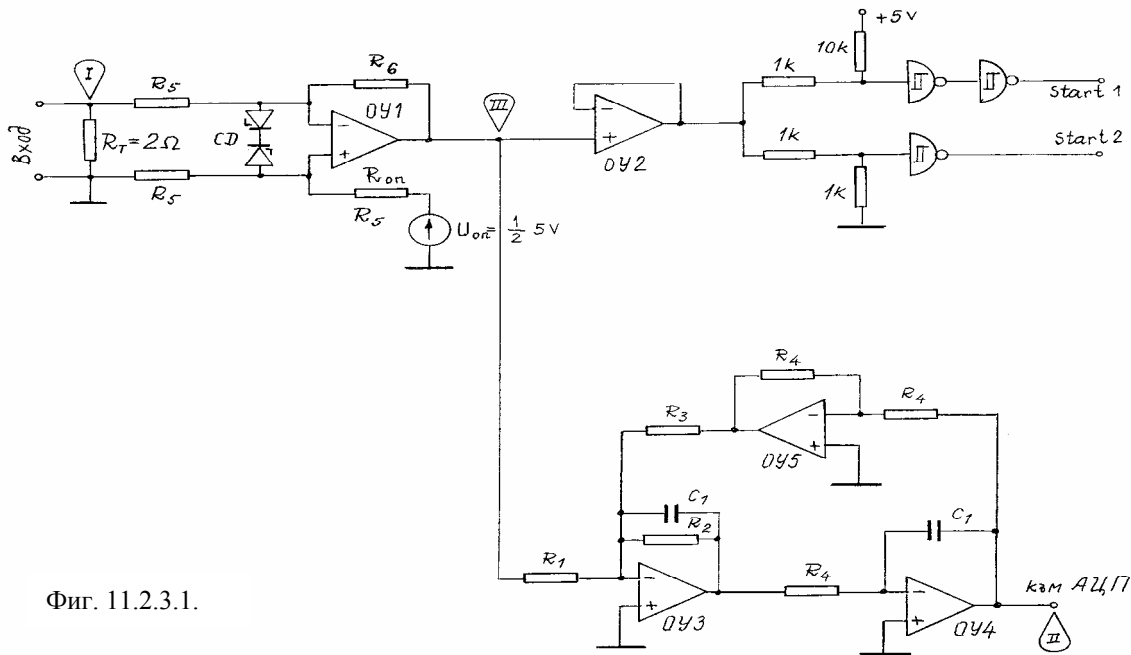 +5V
I
R5
R6
10k
1k
III
ОУ1
Вход
RT = 2Ω
CD
ОУ2
Start 1
1k
Start 2
R5
Rоп
R5
Uоп = 1/2 5V
1k
R4
R3
R4
ОУ5
C1
R2
C1
R1
R4
ОУ3
ОУ4
към АЦП
II
Фиг. 11.2.3.1.